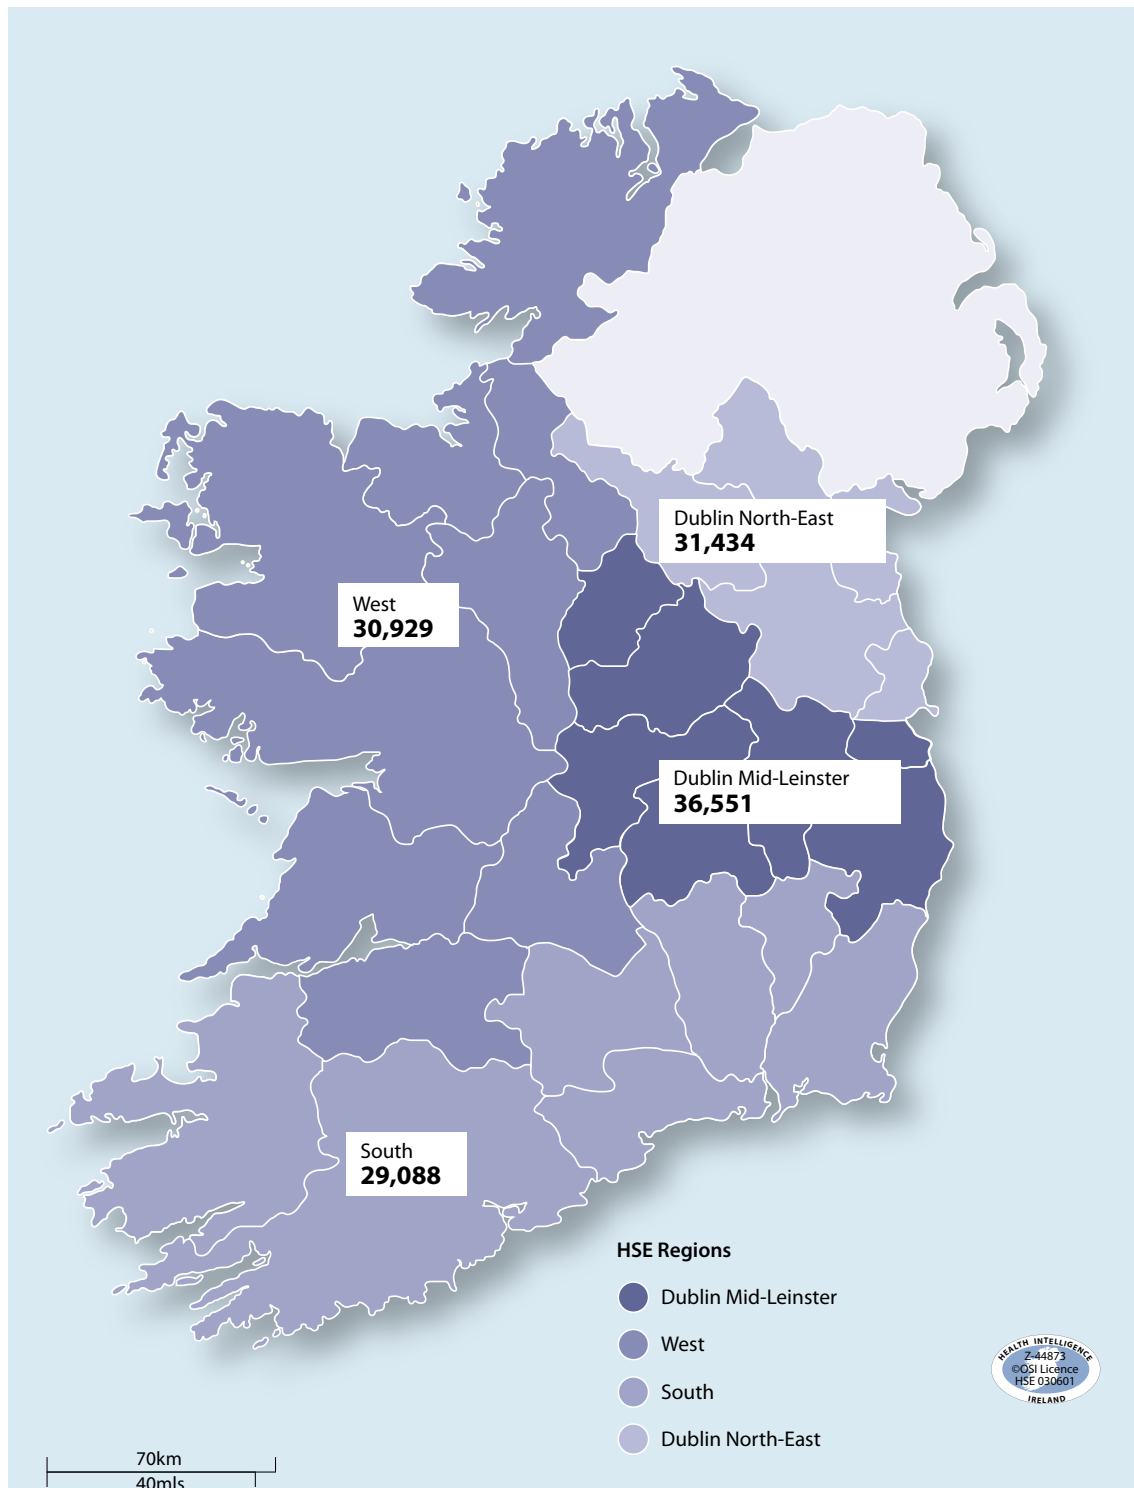 Dublin North-East
31,434
West
30,929
Dublin Mid-Leinster
36,551
South
29,088
HSE Regions
Dublin Mid-Leinster
West
South
Dublin North-East
HEALTH INTELLIGENCE
Z-44873
©OSI Licence
HSE 030601
IRELAND
70km
40mls